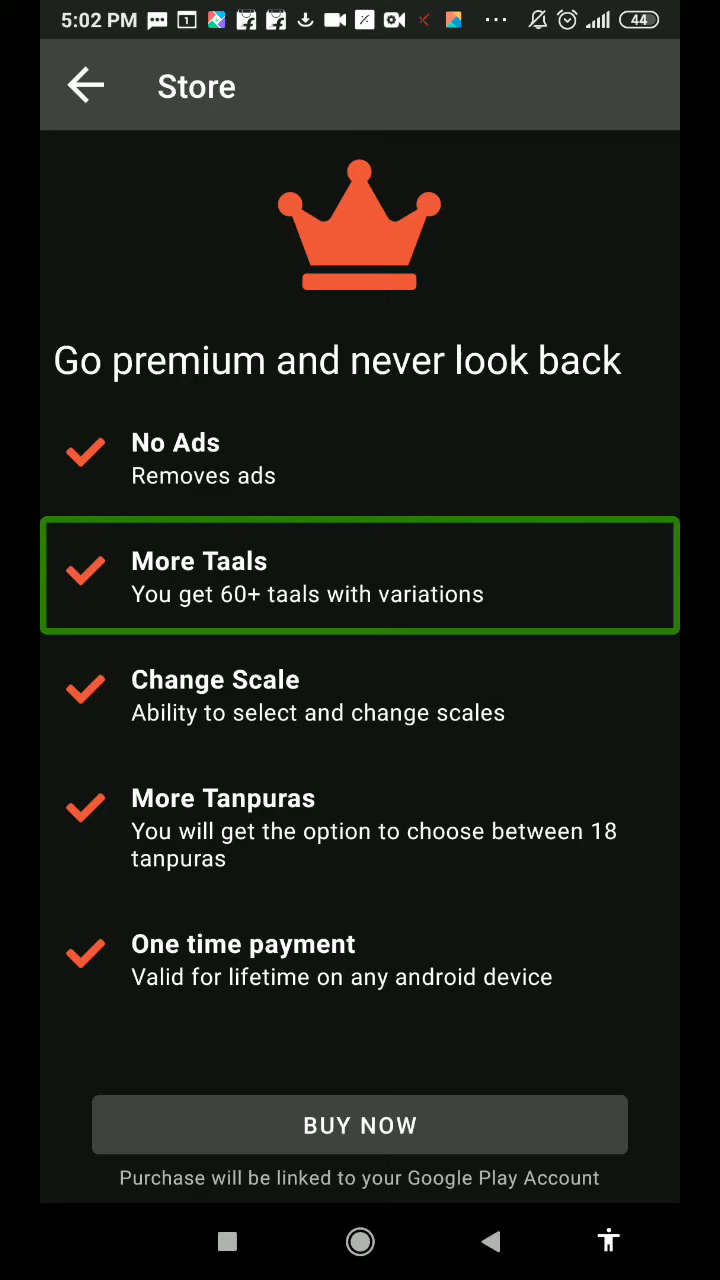 5:02 PM
44
Store
Go premium and never look back
No Ads
Removes ads
More Taals
You get 60+ taals with variations
Change Scale
Ability to select and change scales
More Tanpuras
You will get the option to choose between 18
tanpuras
One time payment
Valid for lifetime on any android device
BUY NOW
Purchase will be linked to your Google Play Account